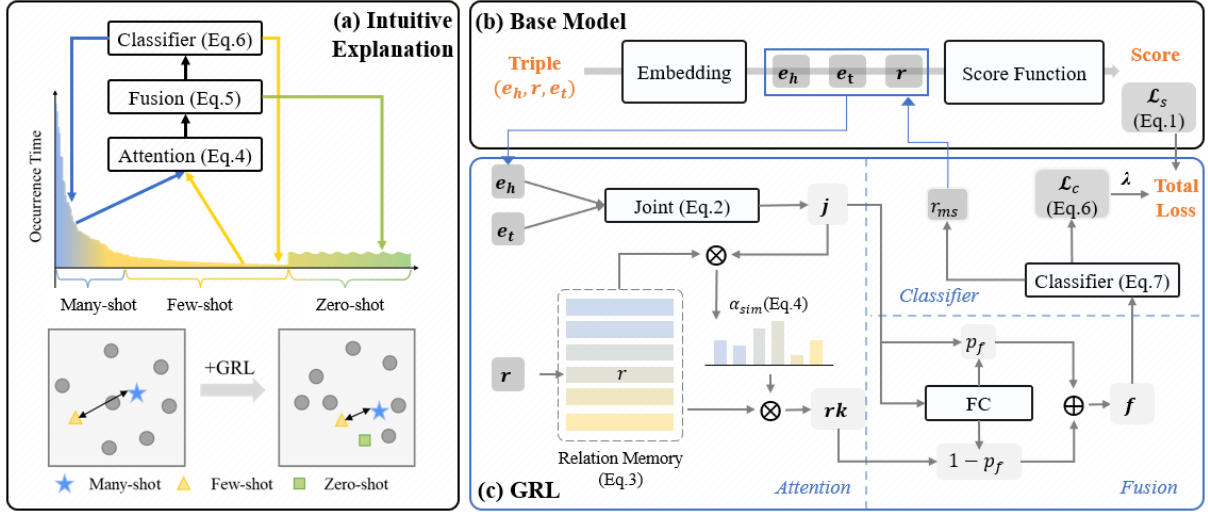 (a) Intuitive
Explanation
Classifier (Eq.6)
Fusion (Eq.5)
Attention (Eq.4)
Occurrence Time
Many-shot
Few-shot
Zero-shot
+GRL
Many-shot
Few-shot
Zero-shot
(b) Base Model
Triple
(e_h, r, e_t)
Embedding
e_h
e_t
r
Score Function
Score
ℒ_s
(Eq.1)
e_h
e_t
Joint (Eq.2)
j
r_ms
ℒ_c
(Eq.6)
λ
Total
Loss
Classifier (Eq.7)
Classifier
⊗
α_sim(Eq.4)
r
r
⊗
rk
Relation Memory
(Eq.3)
p_f
FC
1 − p_f
⊕
f
(c) GRL
Attention
Fusion